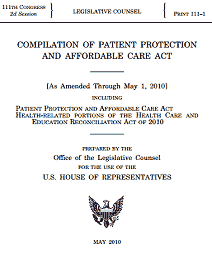 111TH CONGRESS
2d Session
LEGISLATIVE COUNSEL
PRINT 111–1
COMPILATION OF PATIENT PROTECTION
AND AFFORDABLE CARE ACT
[As Amended Through May 1, 2010]
INCLUDING
PATIENT PROTECTION AND AFFORDABLE CARE ACT
HEALTH-RELATED PORTIONS OF THE HEALTH CARE AND
EDUCATION RECONCILIATION ACT OF 2010
PREPARED BY THE
Office of the Legislative Counsel
FOR THE USE OF THE
U.S. HOUSE OF REPRESENTATIVES
MAY 2010